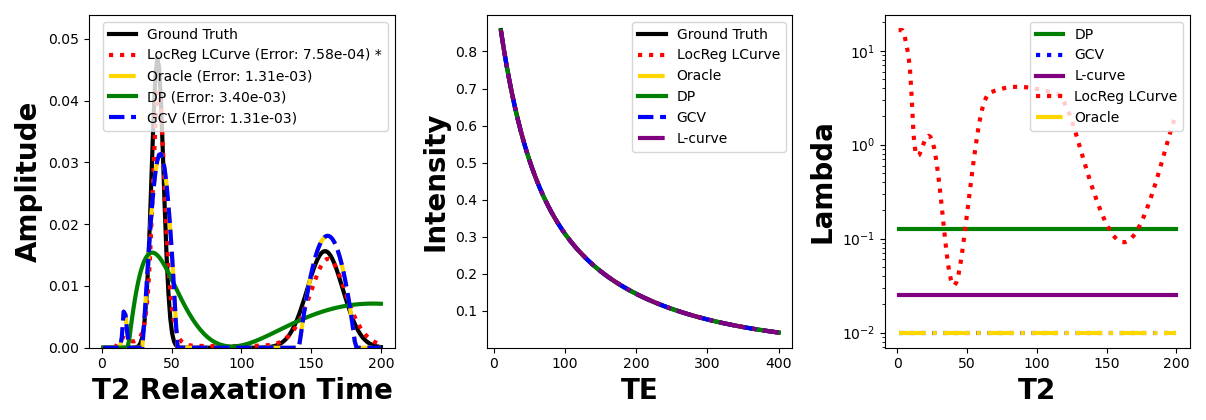 Amplitude
0.05
0.04
0.03
0.02
0.01
0.00
Ground Truth
LocReg LCurve (Error: 7.58e-04) *
Oracle (Error: 1.31e-03)
DP (Error: 3.40e-03)
GCV (Error: 1.31e-03)
0 50 100 150 200
T2 Relaxation Time
Intensity
0.8
0.7
0.6
0.5
0.4
0.3
0.2
0.1
Ground Truth
LocReg LCurve
Oracle
DP
GCV
L-curve
0 100 200 300 400
TE
Lambda
10¹
10⁰
10⁻¹
10⁻²
DP
GCV
L-curve
LocReg LCurve
Oracle
0 50 100 150 200
T2